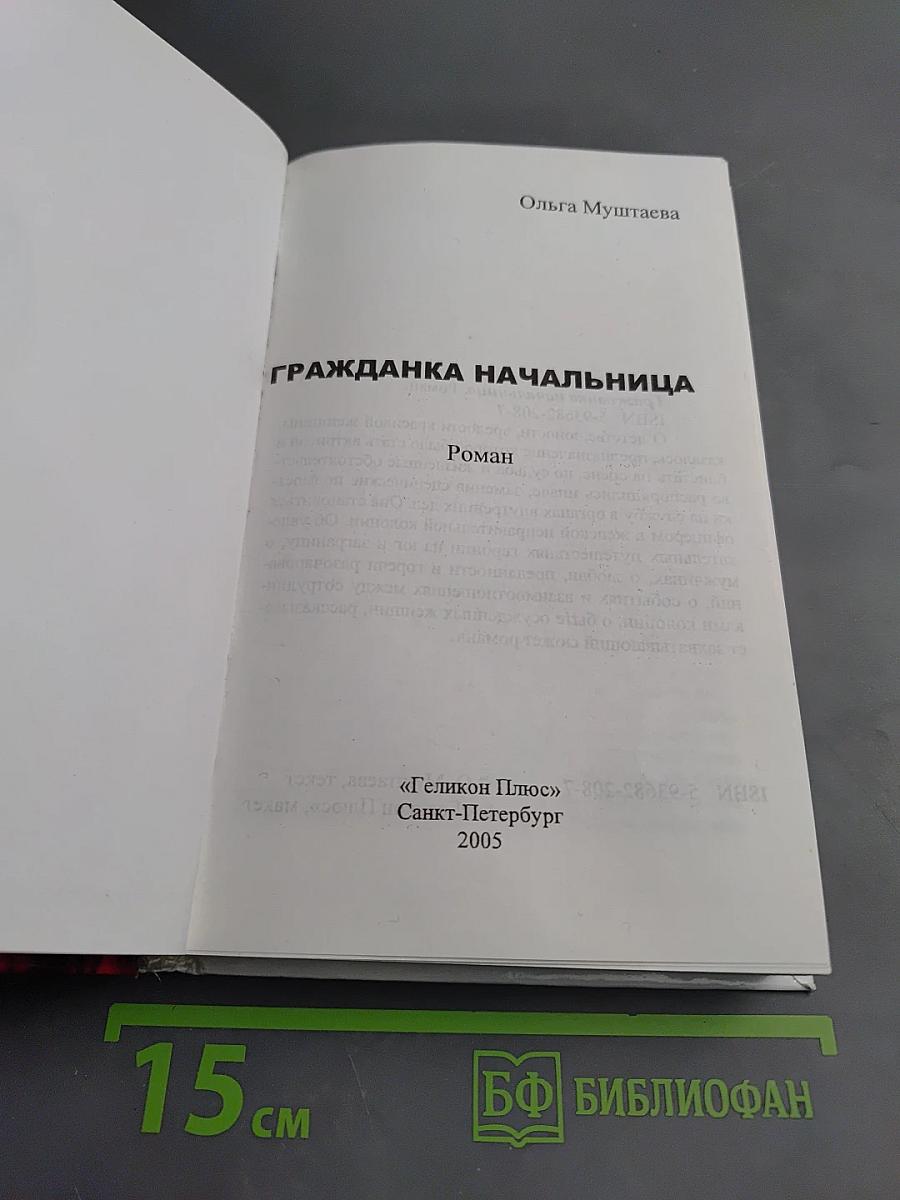 Ольга Муштаева
ГРАЖДАНКА НАЧАЛЬНИЦА
Роман
«Геликон Плюс»
Санкт-Петербург
2005
15 см
БФ БИБЛИОФАН